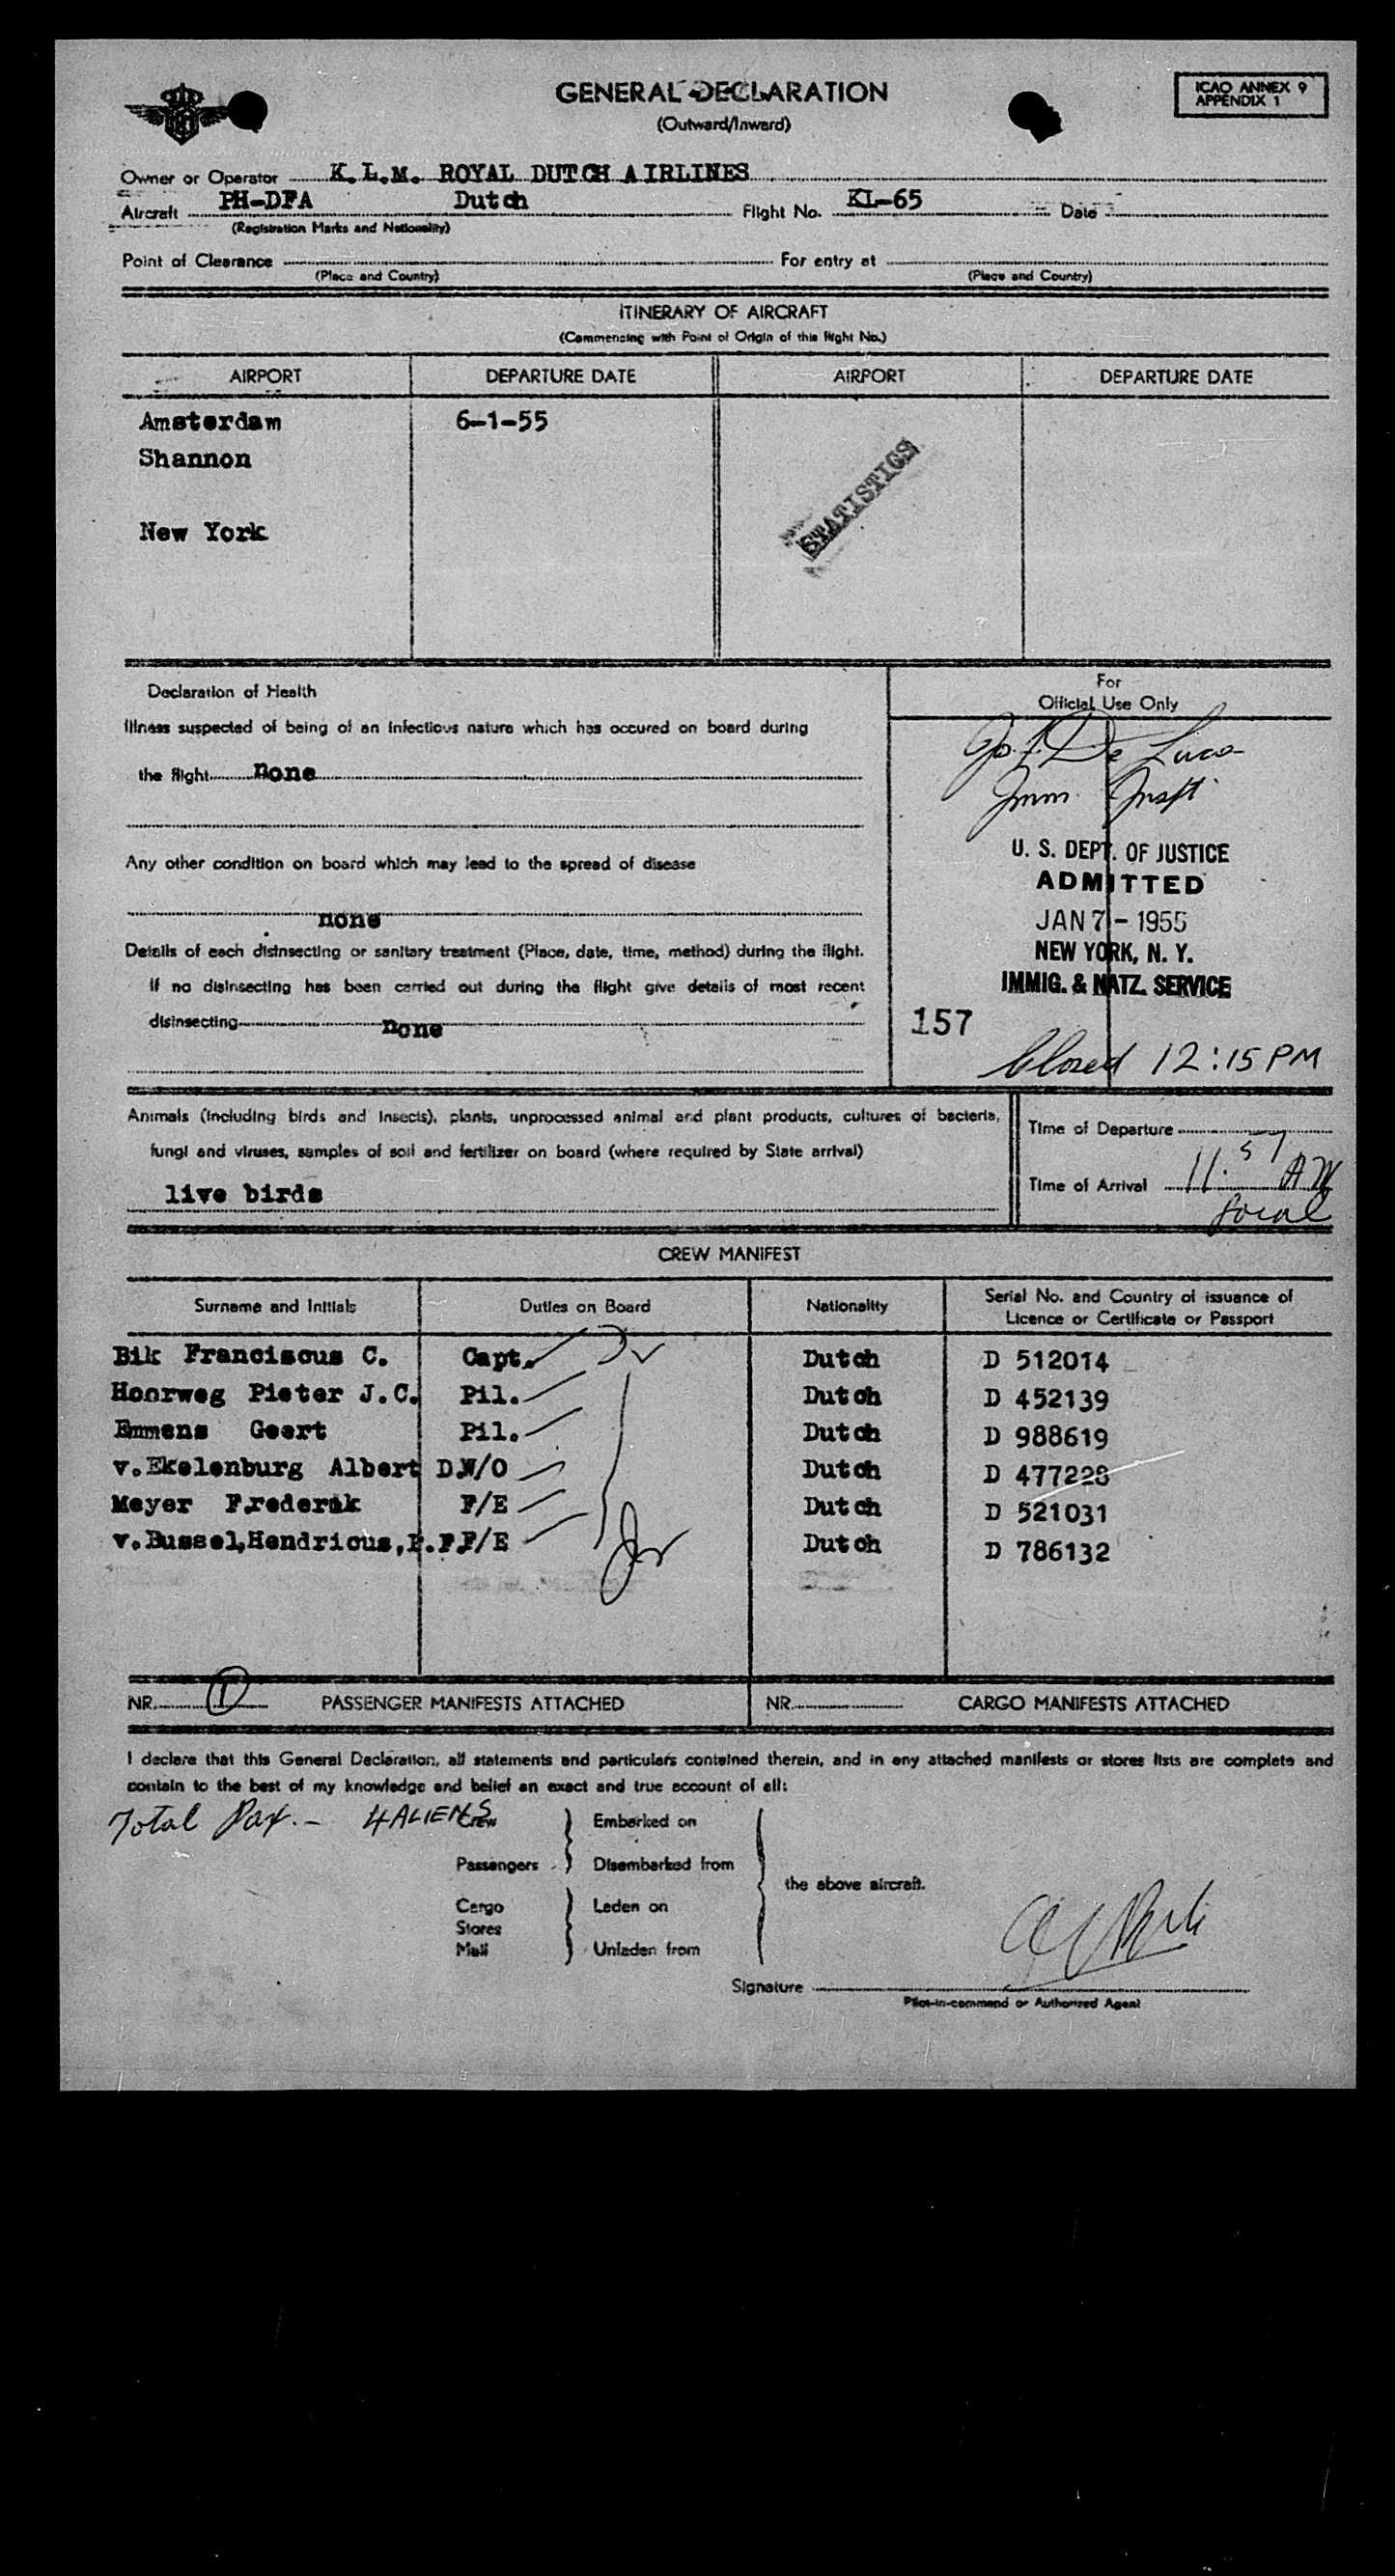 GENERAL DECLARATION
(Outward/Inward)
ICAO ANNEX 9
APPENDIX 1
Owner or Operator K.L.M. ROYAL DUTCH AIRLINES
Aircraft PH-DFA Dutch Flight No. KL-65 Date
(Registration Marks and Nationality)
Point of Clearance For entry at
(Place and Country) (Place and Country)
ITINERARY OF AIRCRAFT
(Commencing with Point of Origin of this flight No.)
AIRPORT DEPARTURE DATE AIRPORT DEPARTURE DATE
Amsterdam 6-1-55
Shannon
STATISTICS
New York
Declaration of Health
Illness suspected of being of an infectious nature which has occured on board during
the flight none
Any other condition on board which may lead to the spread of disease
none
Details of each disinsecting or sanitary treatment (Place, date, time, method) during the flight.
If no disinsecting has been carried out during the flight give details of most recent
disinsecting none
For
Official Use Only
De Luca
Imm. Inspt.
U. S. DEPT. OF JUSTICE
ADMITTED
JAN 7 - 1955
NEW YORK, N. Y.
IMMIG. & NATZ. SERVICE
157
Closed 12:15 PM
Animals (including birds and insects), plants, unprocessed animal and plant products, cultures of bacteria,
fungi and viruses, samples of soil and fertilizer on board (where required by State arrival)
live birds
Time of Departure
Time of Arrival 11.57 AM
local
CREW MANIFEST
Surname and Initials Duties on Board Nationality Serial No. and Country of issuance of
Licence or Certificate or Passport
Bik Franciscus C. Capt. Dutch D 512014
Hoorweg Pieter J.C. Pil. Dutch D 452139
Emmens Geert Pil. Dutch D 988619
v.Ekelenburg Albert D.W/O Dutch D 477228
Meyer Frederik F/E Dutch D 521031
v.Bussel,Hendricus, F/E Dutch D 786132
NR. 1 PASSENGER MANIFESTS ATTACHED NR. CARGO MANIFESTS ATTACHED
I declare that this General Declaration, all statements and particulars contained therein, and in any attached manifests or stores lists are complete and
contain to the best of my knowledge and belief an exact and true account of all:
Total Pax. - 4 ALIENS
Crew Embarked on
Passengers Disembarked from
the above aircraft.
Cargo Leden on
Stores
Mail Unladen from
Signature
Pilot-in-command or Authorized Agent